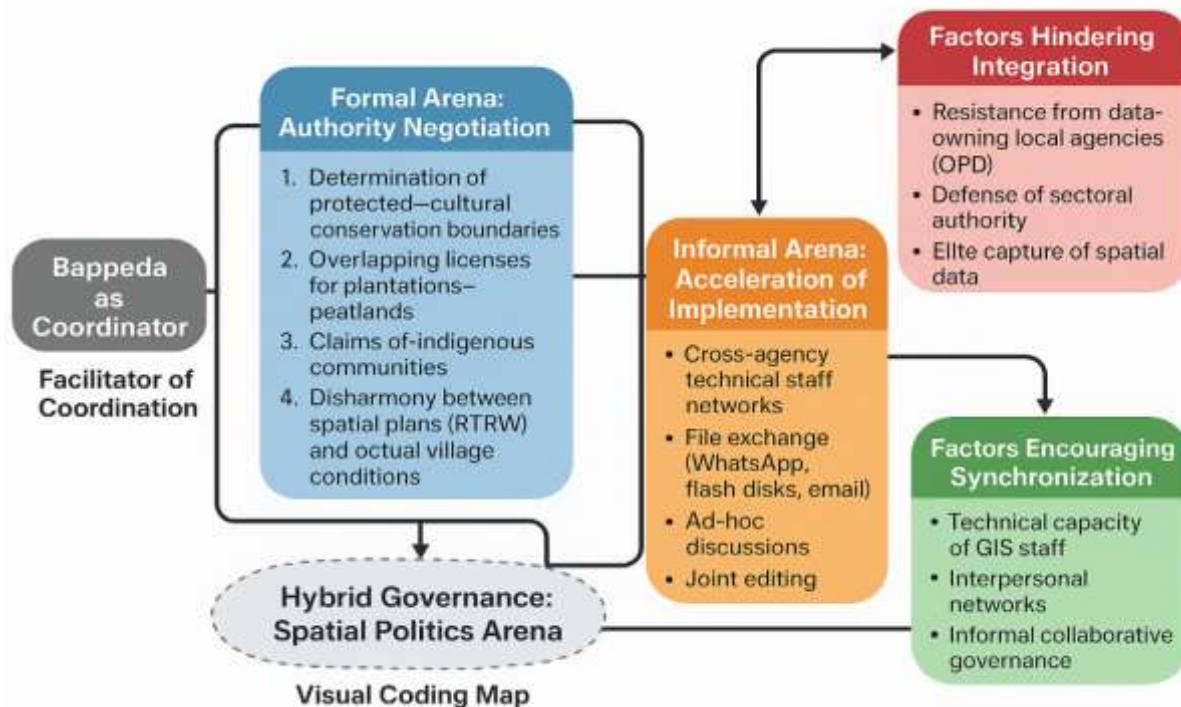 Bappeda
as
Coordinator
Facilitator of
Coordination
Formal Arena:
Authority Negotiation
1. Determination of
protected—cultural
conservation boundaries
2. Overlapping licenses
for plantations—
peatlands
3. Claims of-indigenous
communities
4. Disharmony between
spatial plans (RTRW)
and octual village
conditions
Hybrid Governance:
Spatial Politics Arena
Visual Coding Map
Informal Arena:
Acceleration of
Implementation
• Cross-agency
technical staff
networks
• File exchange
(WhatsApp,
flash disks, email)
• Ad-hoc
discussions
• Joint editing
Factors Hindering
Integration
• Resistance from data-
owning local agencies
(OPD)
• Defense of sectoral
authority
• Ellte capture of spatial
data
Factors Encouraging
Synchronization
• Technical capacity
of GIS staff
• Interpersonal
networks
• Informal collaborative
governance